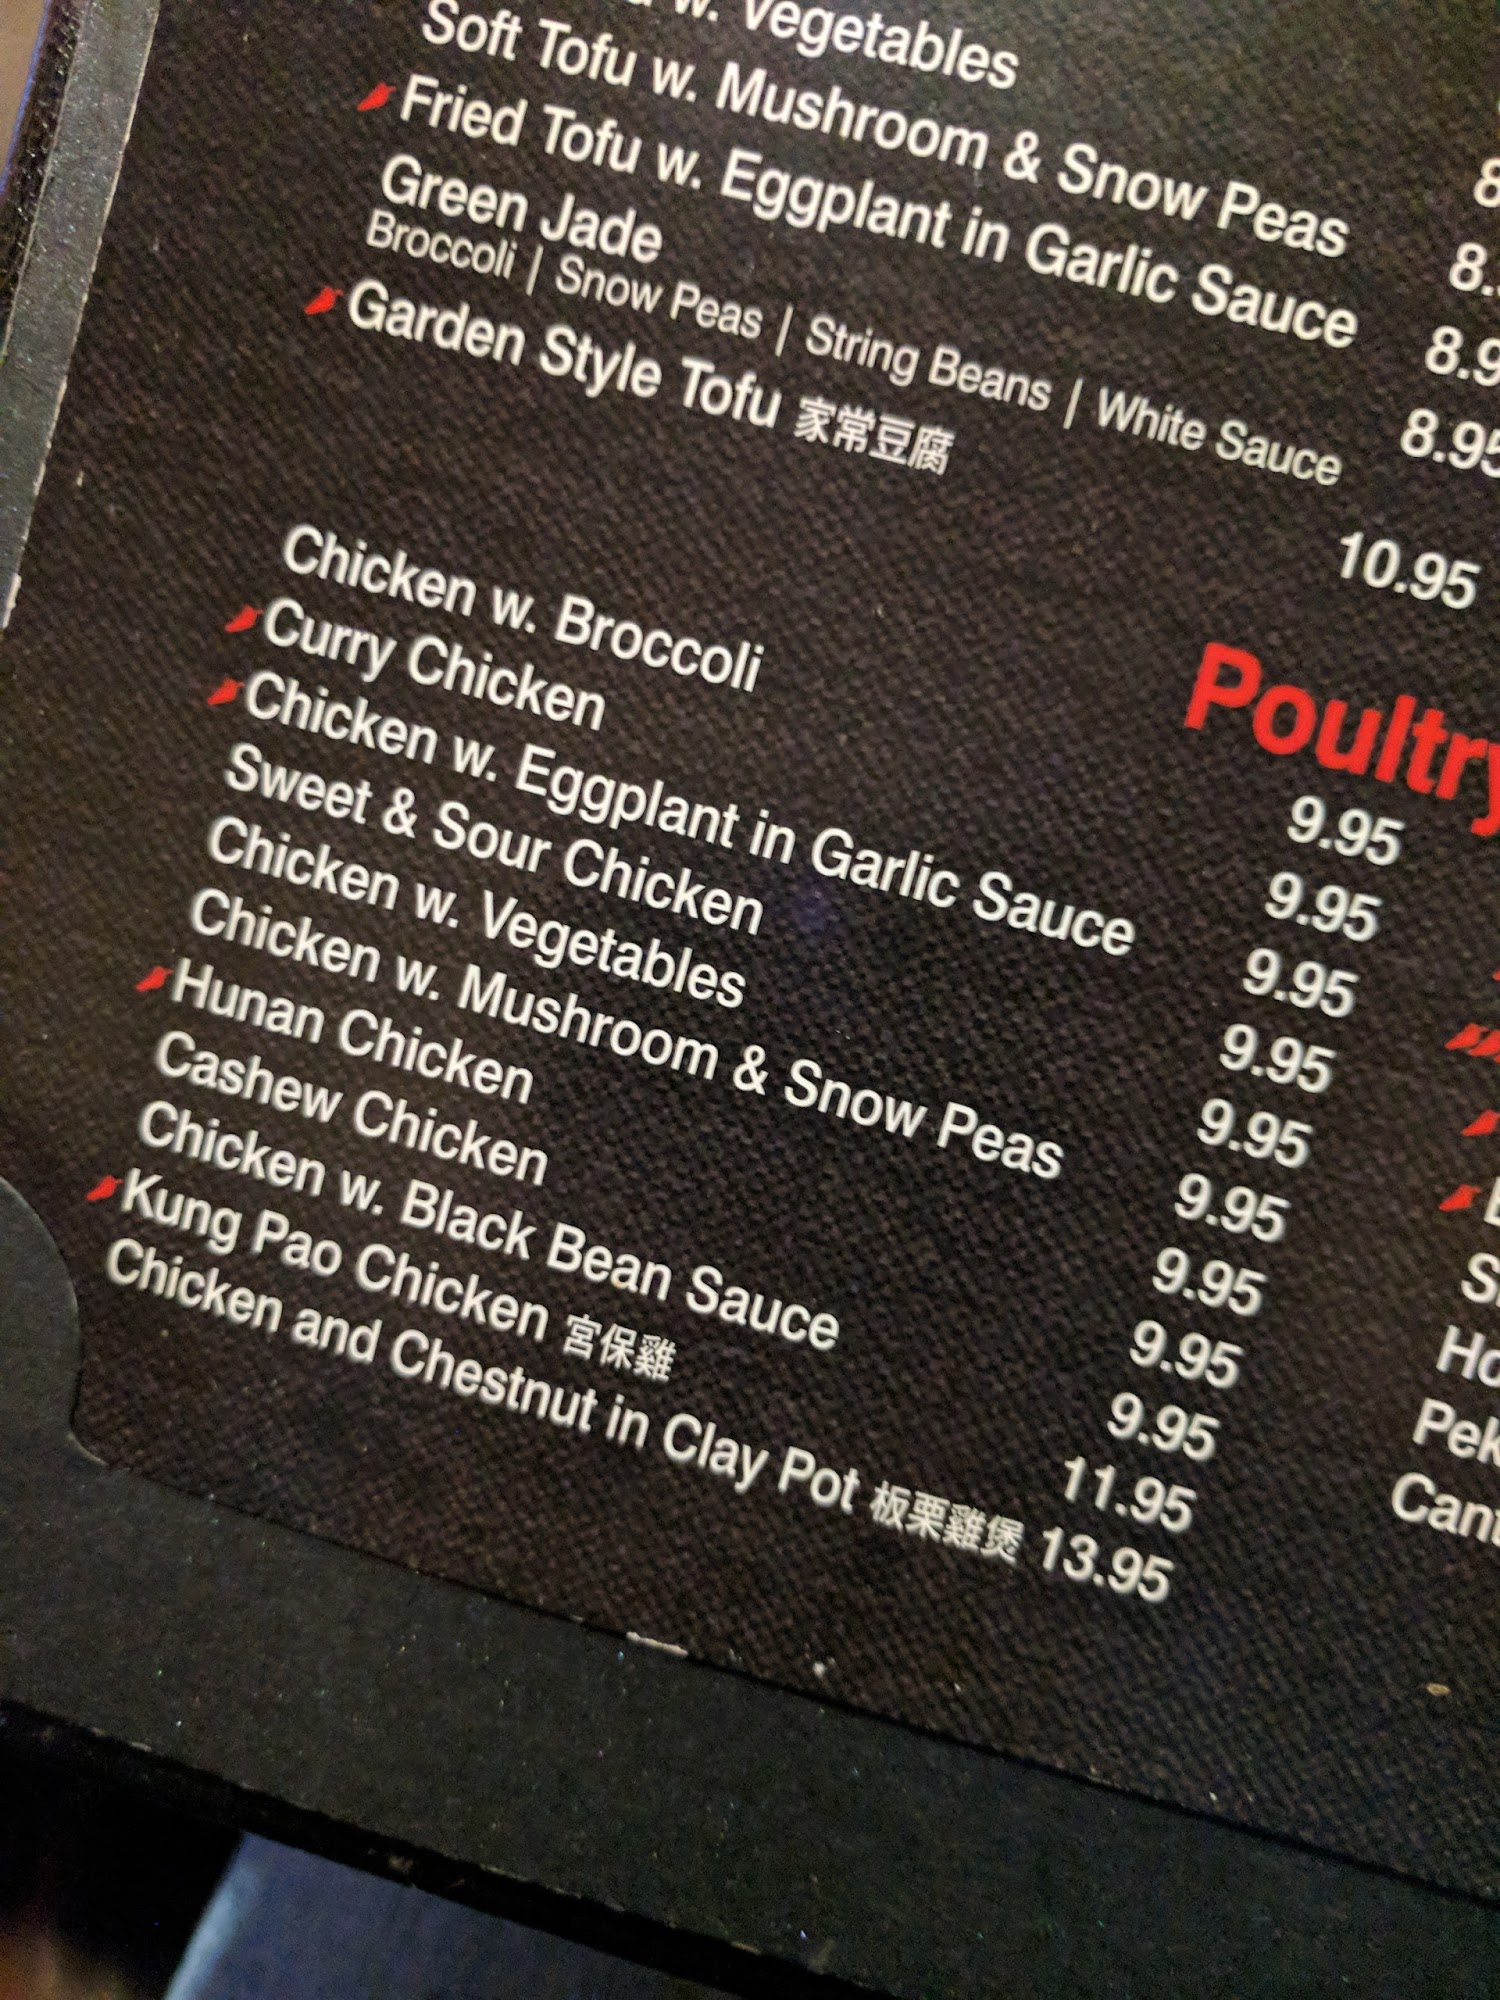 w. Vegetables
Soft Tofu w. Mushroom & Snow Peas
Fried Tofu w. Eggplant in Garlic Sauce
Green Jade 8.95
Broccoli | Snow Peas | String Beans | White Sauce
Garden Style Tofu 家常豆腐 10.95
Poultry
Chicken w. Broccoli 9.95
Curry Chicken 9.95
Chicken w. Eggplant in Garlic Sauce 9.95
Sweet & Sour Chicken 9.95
Chicken w. Vegetables 9.95
Chicken w. Mushroom & Snow Peas 9.95
Hunan Chicken 9.95
Cashew Chicken 9.95
Chicken w. Black Bean Sauce 9.95
Kung Pao Chicken 宮保雞 11.95
Chicken and Chestnut in Clay Pot 板栗雞煲 13.95